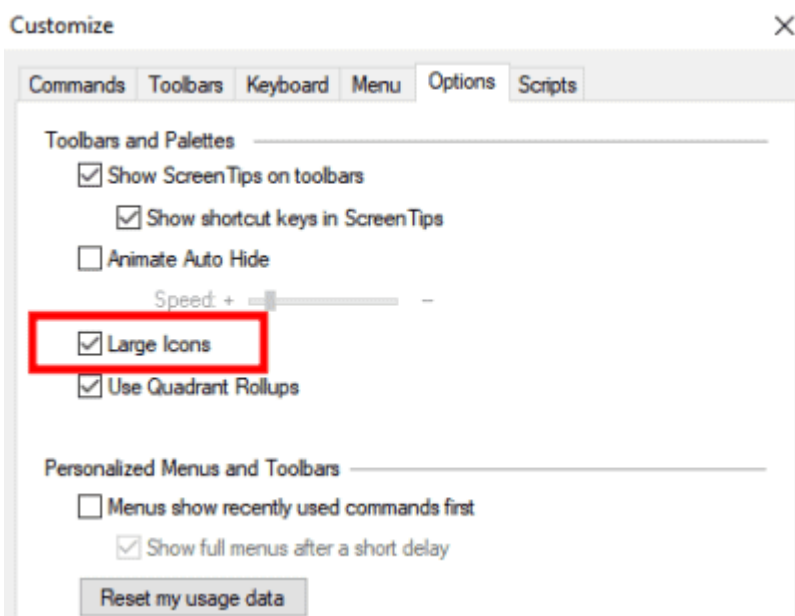 Customize
Commands Toolbars Keyboard Menu Options Scripts
Toolbars and Palettes
Show ScreenTips on toolbars
Show shortcut keys in ScreenTips
Animate Auto Hide
Speed: + −
Large Icons
Use Quadrant Rollups
Personalized Menus and Toolbars
Menus show recently used commands first
Show full menus after a short delay
Reset my usage data